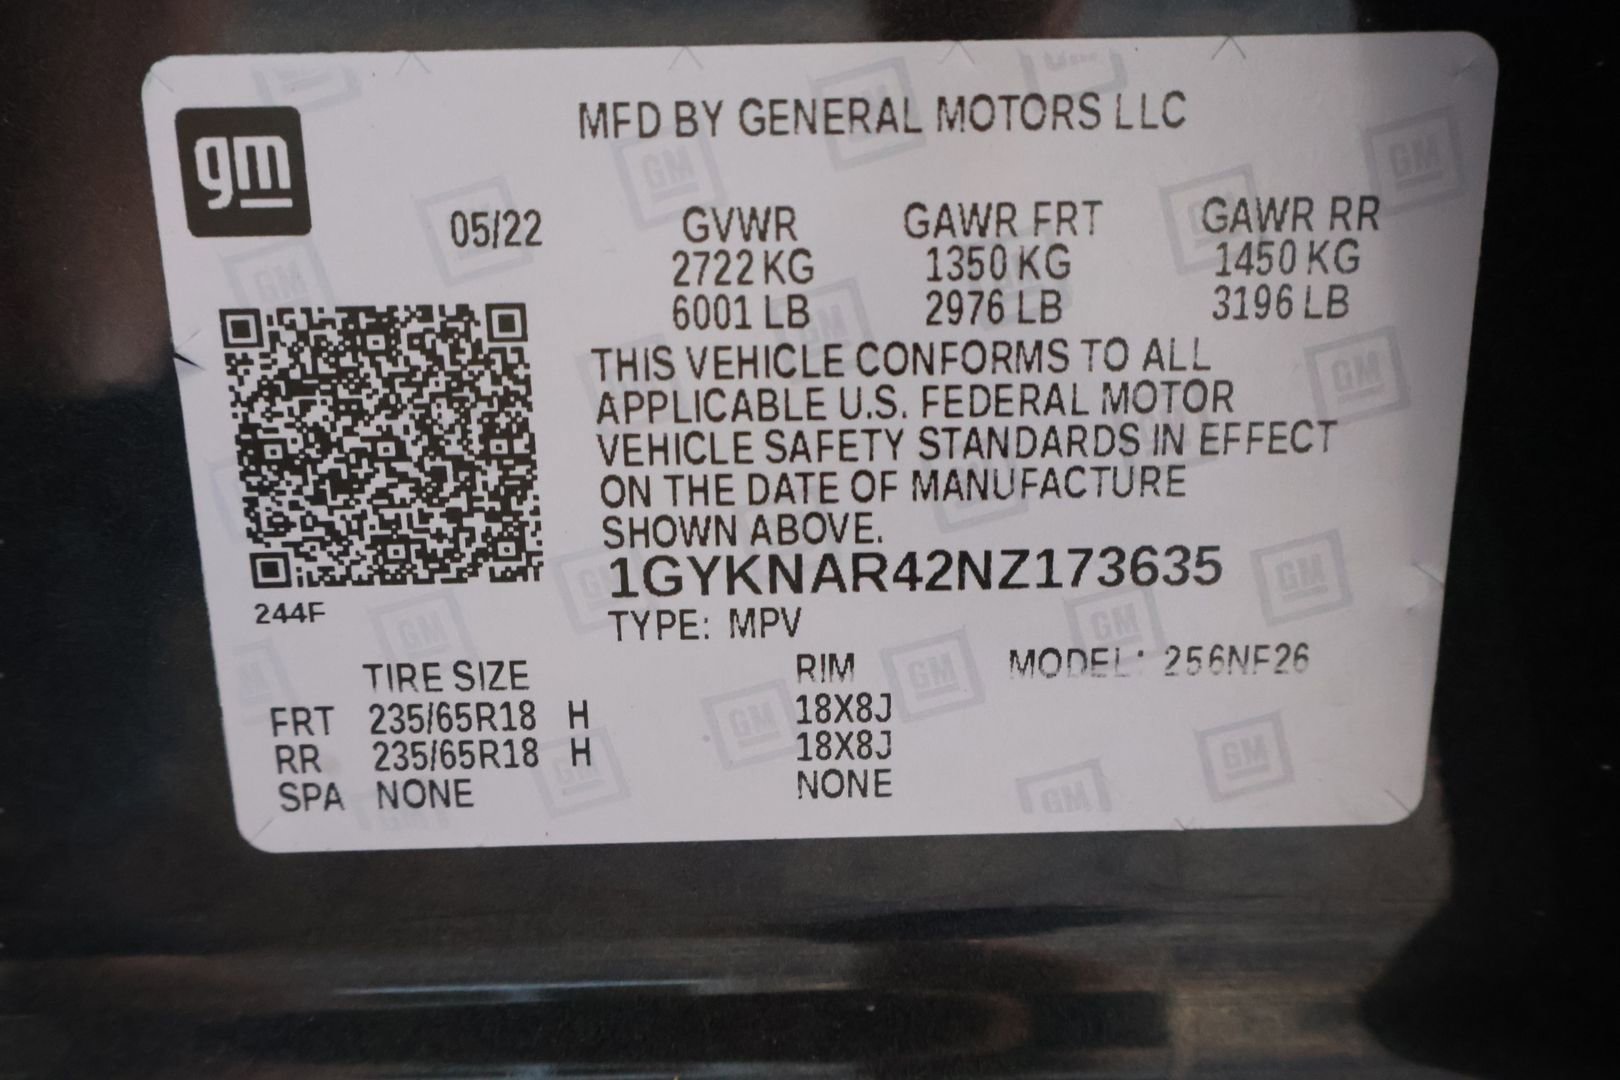 gm
MFD BY GENERAL MOTORS LLC
05/22 GVWR GAWR FRT GAWR RR
2722 KG 1350 KG 1450 KG
6001 LB 2976 LB 3196 LB
THIS VEHICLE CONFORMS TO ALL
APPLICABLE U.S. FEDERAL MOTOR
VEHICLE SAFETY STANDARDS IN EFFECT
ON THE DATE OF MANUFACTURE
SHOWN ABOVE.
1GYKNAR42NZ173635
244F
TYPE: MPV
TIRE SIZE RIM MODEL: 256NF26
FRT 235/65R18 H 18X8J
RR 235/65R18 H 18X8J
SPA NONE NONE